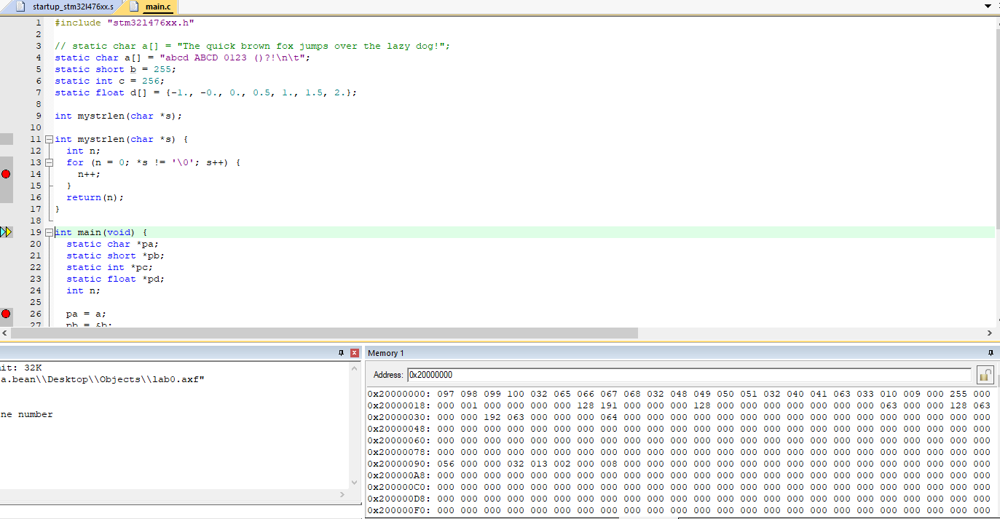 startup_stm32l476xx.s main.c
1 #include "stm32l476xx.h"
2
3 // static char a[] = "The quick brown fox jumps over the lazy dog!";
4 static char a[] = "abcd ABCD 0123 ()?!\n\t";
5 static short b = 255;
6 static int c = 256;
7 static float d[] = {-1., -0., 0., 0.5, 1., 1.5, 2.};
8
9 int mystrlen(char *s);
10
11 int mystrlen(char *s) {
12 int n;
13 for (n = 0; *s != '\0'; s++) {
14 n++;
15 }
16 return(n);
17 }
18
19 int main(void) {
20 static char *pa;
21 static short *pb;
22 static int *pc;
23 static float *pd;
24 int n;
25
26 pa = a;
27 pb = &b;
it: 32K
a.bean\\Desktop\\Objects\\lab0.axf"
ne number
Memory 1
Address: 0x20000000
0x20000000: 097 098 099 100 032 065 066 067 068 032 048 049 050 051 032 040 041 063 033 010 009 000 255 000
0x20000018: 000 001 000 000 000 000 128 191 000 000 000 128 000 000 000 000 000 000 000 063 000 000 128 063
0x20000030: 000 000 192 063 000 000 000 064 000 000 000 000 000 000 000 000 000 000 000 000 000 000 000 000
0x20000048: 000 000 000 000 000 000 000 000 000 000 000 000 000 000 000 000 000 000 000 000 000 000 000 000
0x20000060: 000 000 000 000 000 000 000 000 000 000 000 000 000 000 000 000 000 000 000 000 000 000 000 000
0x20000078: 000 000 000 000 000 000 000 000 000 000 000 000 000 000 000 000 000 000 000 000 000 000 000 000
0x20000090: 056 000 000 032 013 002 000 008 000 000 000 000 000 000 000 000 000 000 000 000 000 000 000 000
0x200000A8: 000 000 000 000 000 000 000 000 000 000 000 000 000 000 000 000 000 000 000 000 000 000 000 000
0x200000C0: 000 000 000 000 000 000 000 000 000 000 000 000 000 000 000 000 000 000 000 000 000 000 000 000
0x200000D8: 000 000 000 000 000 000 000 000 000 000 000 000 000 000 000 000 000 000 000 000 000 000 000 000
0x200000F0: 000 000 000 000 000 000 000 000 000 000 000 000 000 000 000 000 000 000 000 000 000 000 000 000